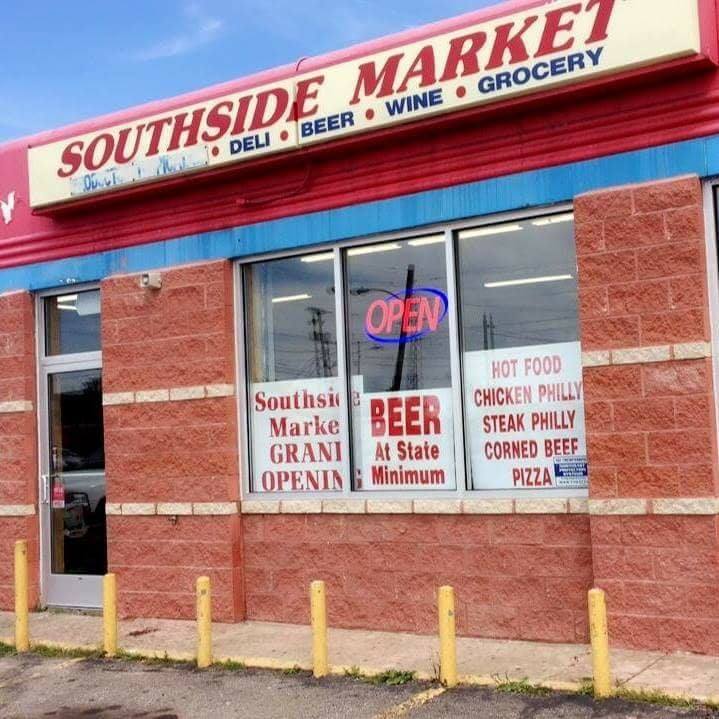 SOUTHSIDE MARKET
• DELI • BEER • WINE • GROCERY
OPEN
Southside
Marke
GRAN
OPENING
BEER
At State
Minimum
HOT FOOD
CHICKEN PHILLY
STEAK PHILLY
CORNED BEEF
PIZZA